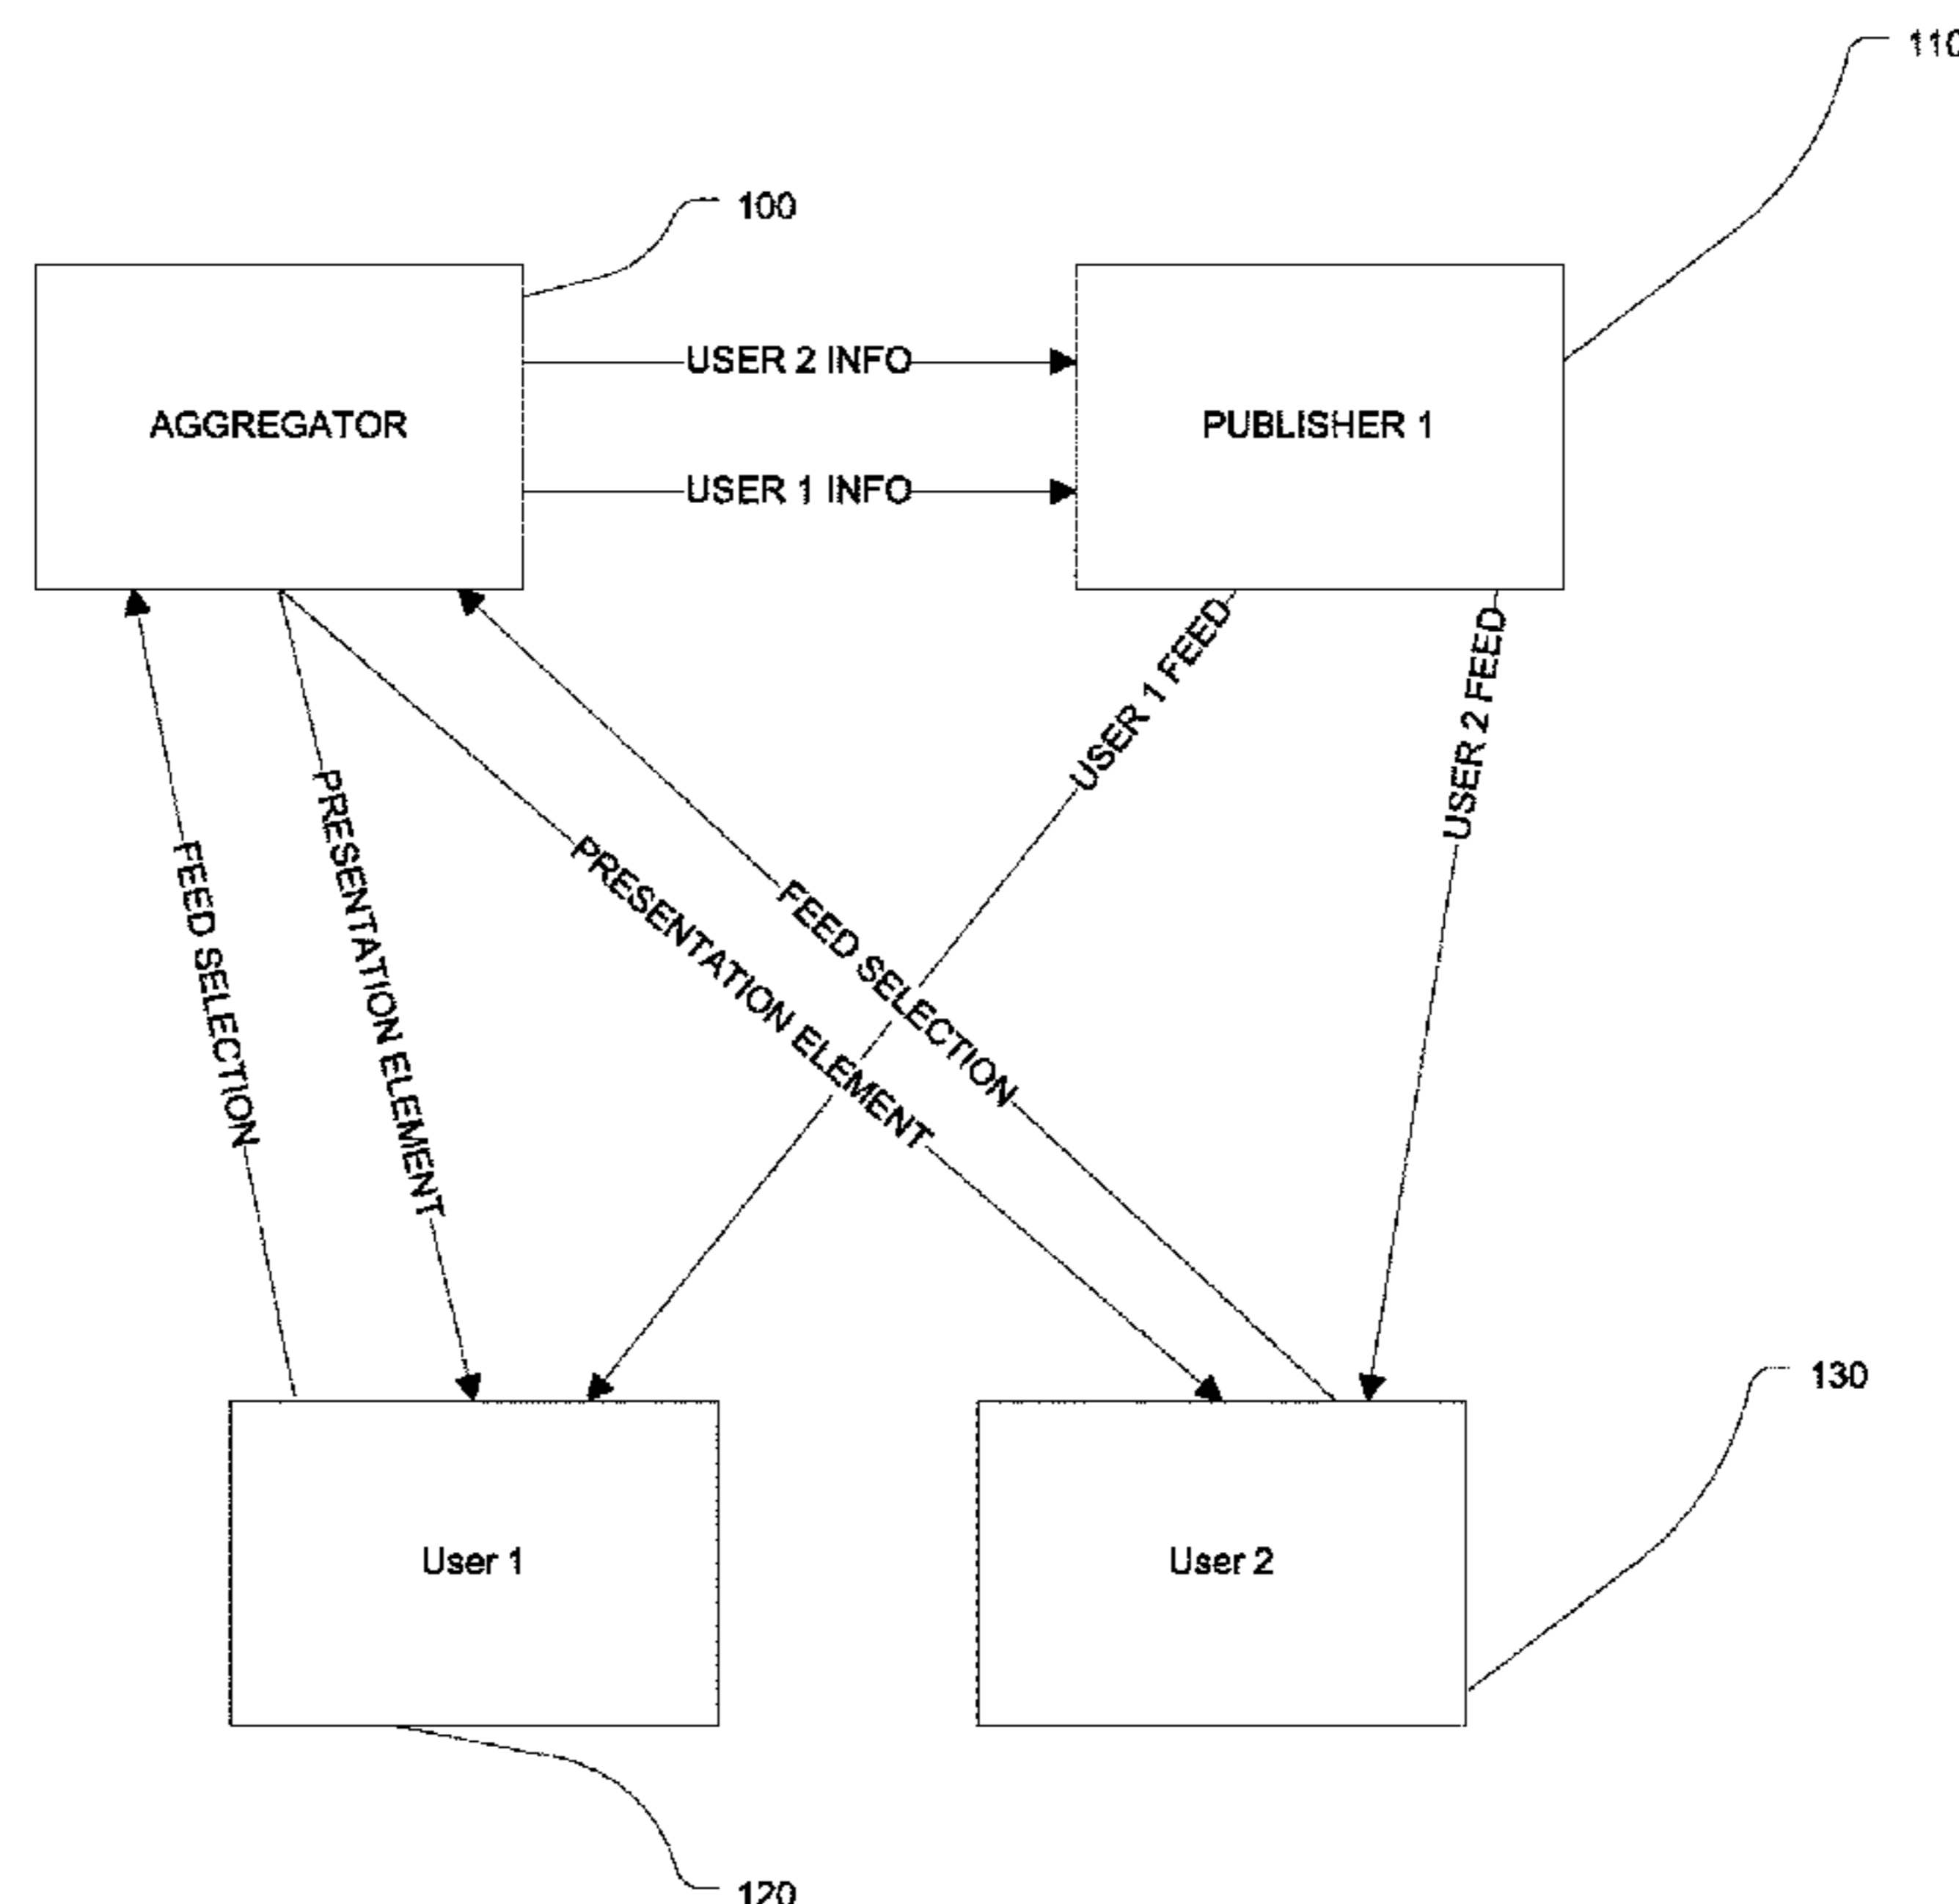 110
100
USER 2 INFO
AGGREGATOR
PUBLISHER 1
USER 1 INFO
USER 1 FEED
USER 2 FEED
FEED SELECTION
PRESENTATION ELEMENT
PRESENTATION ELEMENT
FEED SELECTION
130
User 1
User 2
120